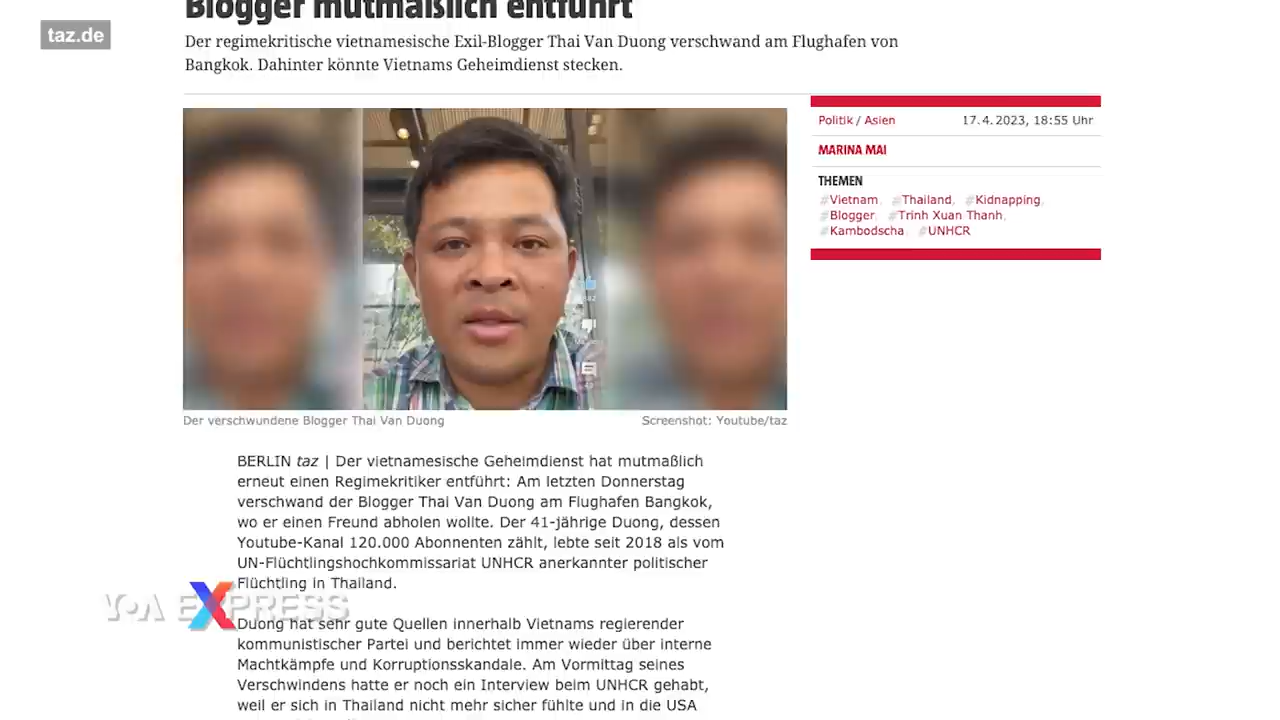 Blogger mutmaßlich entführt
taz.de
Der regimekritische vietnamesische Exil-Blogger Thai Van Duong verschwand am Flughafen von
Bangkok. Dahinter könnte Vietnams Geheimdienst stecken.
Der verschwundene Blogger Thai Van Duong
Screenshot: Youtube/taz
Politik / Asien
17.4.2023, 18:55 Uhr
MARINA MAI
THEMEN
#Vietnam, #Thailand, #Kidnapping,
#Blogger, #Trinh Xuan Thanh,
#Kambodscha, #UNHCR
BERLIN taz | Der vietnamesische Geheimdienst hat mutmaßlich
erneut einen Regimekritiker entführt: Am letzten Donnerstag
verschwand der Blogger Thai Van Duong am Flughafen Bangkok,
wo er einen Freund abholen wollte. Der 41-jährige Duong, dessen
Youtube-Kanal 120.000 Abonnenten zählt, lebte seit 2018 als vom
UN-Flüchtlingshochkommissariat UNHCR anerkannter politischer
Flüchtling in Thailand.
VOA EXPRESS
Duong hat sehr gute Quellen innerhalb Vietnams regierender
kommunistischer Partei und berichtet immer wieder über interne
Machtkämpfe und Korruptionsskandale. Am Vormittag seines
Verschwindens hatte er noch ein Interview beim UNHCR gehabt,
weil er sich in Thailand nicht mehr sicher fühlte und in die USA